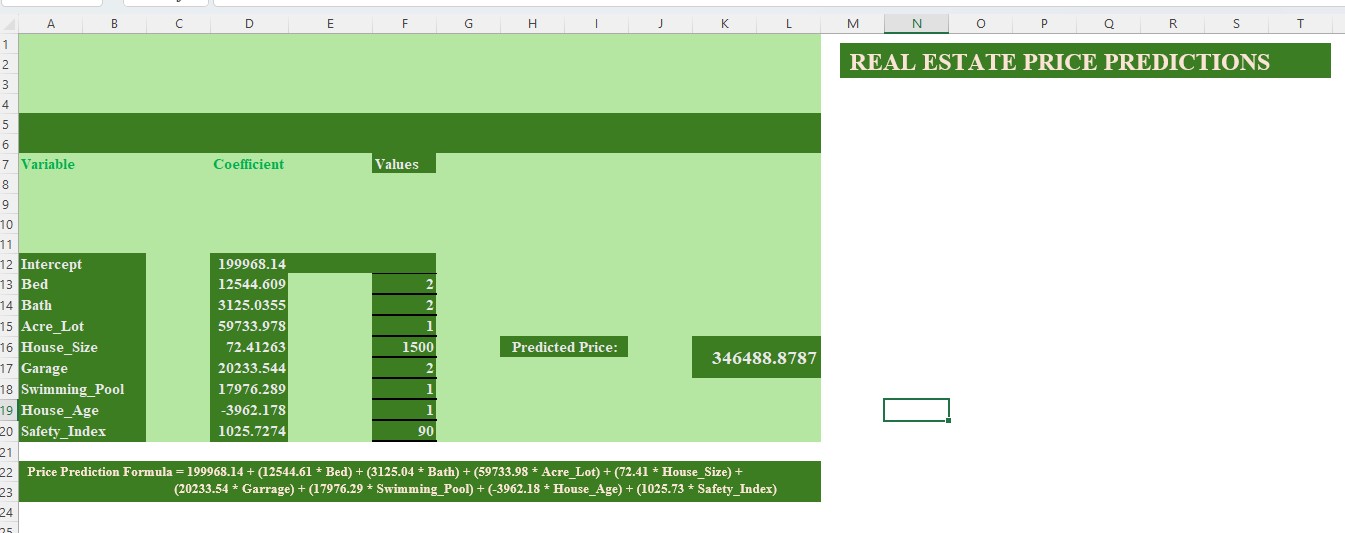 A B C D E F G H I J K L M N O P Q R S T
1
2 REAL ESTATE PRICE PREDICTIONS
3
4
5
6
7 Variable Coefficient Values
8
9
10
11
12 Intercept 199968.14
13 Bed 12544.609 2
14 Bath 3125.0355 2
15 Acre_Lot 59733.978 1
16 House_Size 72.41263 1500 Predicted Price: 346488.8787
17 Garage 20233.544 2
18 Swimming_Pool 17976.289 1
19 House_Age -3962.178 1
20 Safety_Index 1025.7274 90
21
22 Price Prediction Formula = 199968.14 + (12544.61 * Bed) + (3125.04 * Bath) + (59733.98 * Acre_Lot) + (72.41 * House_Size) +
23 (20233.54 * Garrage) + (17976.29 * Swimming_Pool) + (-3962.18 * House_Age) + (1025.73 * Safety_Index)
24
25